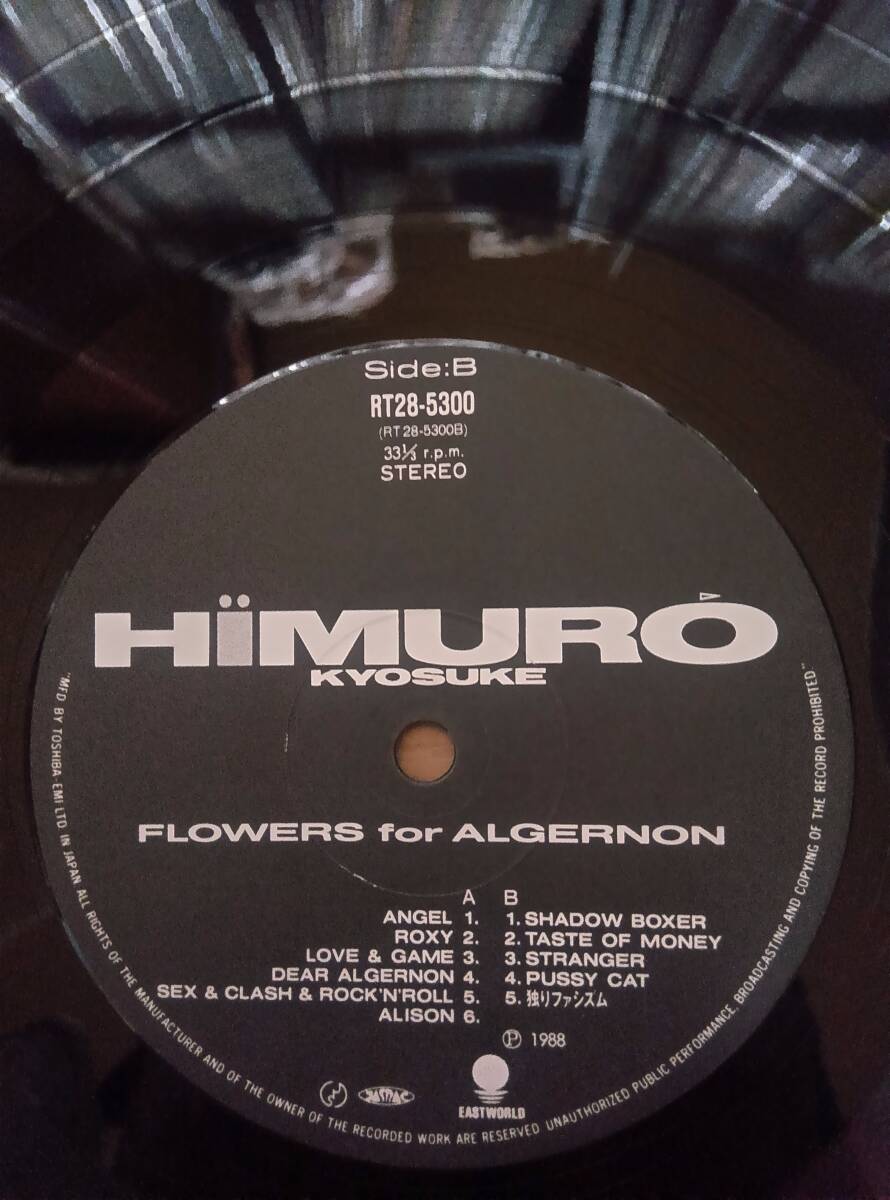 Side:B
RT28-5300
(RT28-5300B)
33⅓ r.p.m.
STEREO
HÏMURÓ
KYOSUKE
FLOWERS for ALGERNON
A
ANGEL 1.
ROXY 2.
LOVE & GAME 3.
DEAR ALGERNON 4.
SEX & CLASH & ROCK'N'ROLL 5.
ALISON 6.
B
1. SHADOW BOXER
2. TASTE OF MONEY
3. STRANGER
4. PUSSY CAT
5. 独りファシズム
Ⓟ 1988
JASRAC
EASTWORLD
"MFD BY TOSHIBA-EMI LTD. IN JAPAN ALL RIGHTS OF THE MANUFACTURER AND OF THE OWNER OF THE RECORDED WORK ARE RESERVED UNAUTHORIZED PUBLIC PERFORMANCE, BROADCASTING AND COPYING OF THE RECORD PROHIBITED"